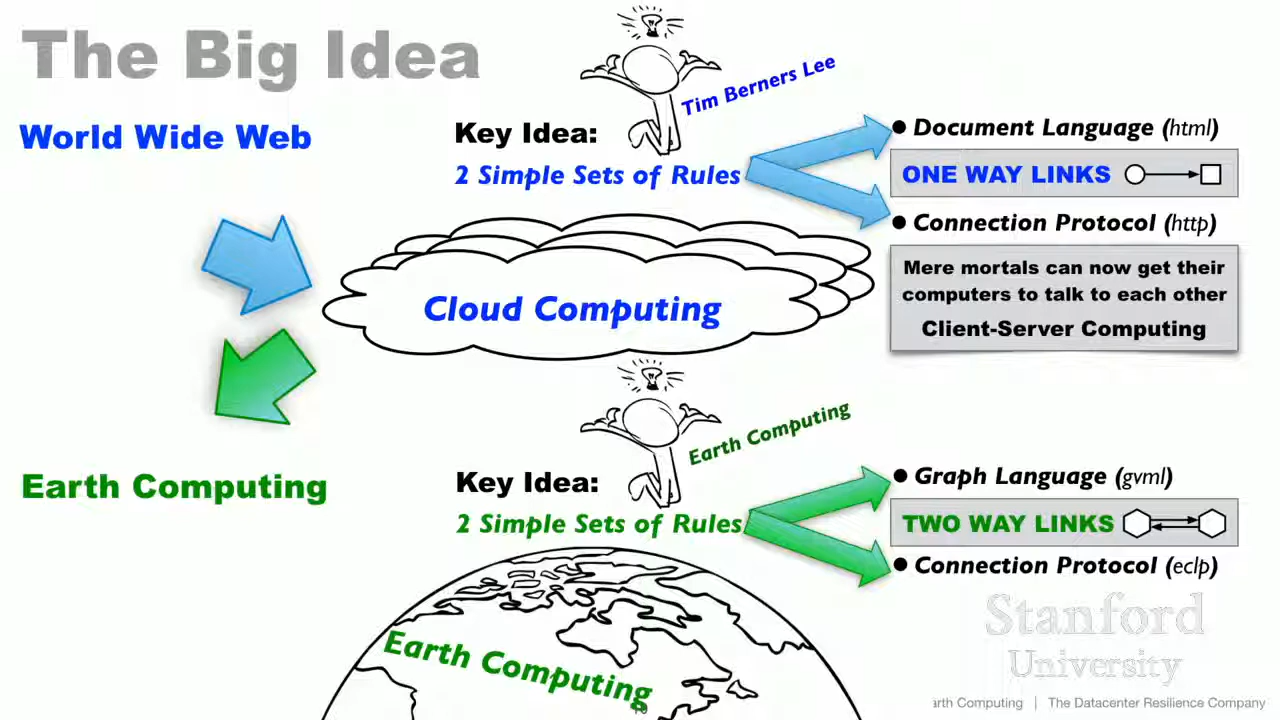 The Big Idea
Tim Berners Lee
World Wide Web
Key Idea:
2 Simple Sets of Rules
● Document Language (html)
ONE WAY LINKS
● Connection Protocol (http)
Mere mortals can now get their
computers to talk to each other
Client-Server Computing
Cloud Computing
Earth Computing
Earth Computing
Key Idea:
2 Simple Sets of Rules
● Graph Language (gvml)
TWO WAY LINKS
● Connection Protocol (eclp)
Earth Computing
Stanford
University
arth Computing | The Datacenter Resilience Company